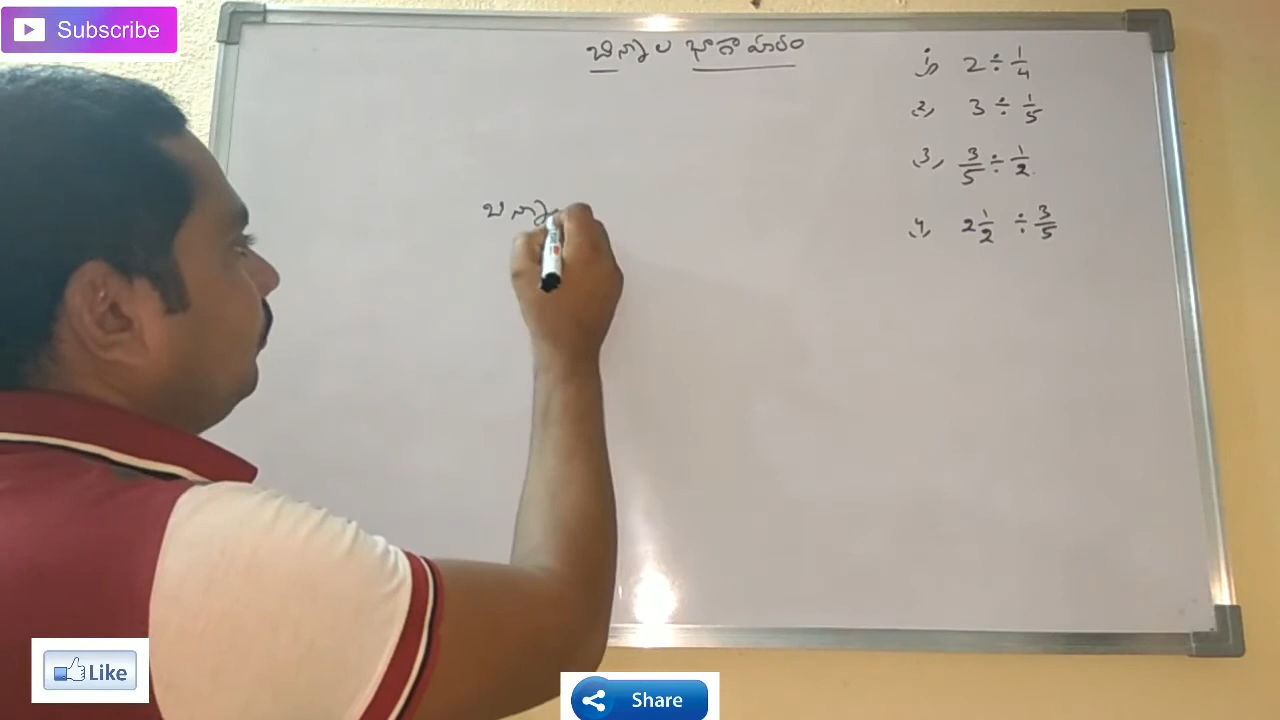 Subscribe
భిన్నాల భాగాహారం
1) 2 ÷ 1/4
2) 3 ÷ 1/5
3) 3/5 ÷ 1/2
4) 2 1/2 ÷ 3/5
భిన్నా
Like
Share